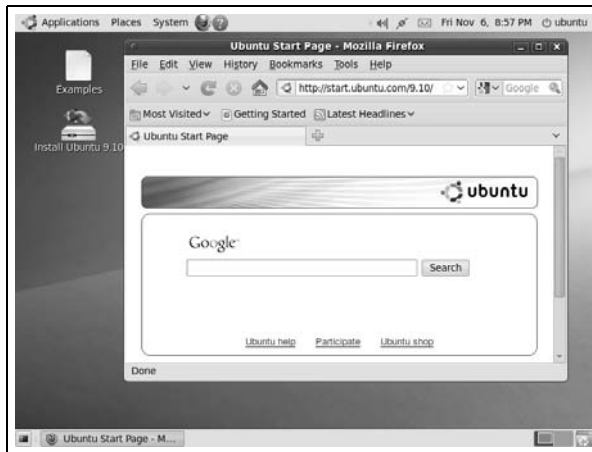 Applications Places System Fri Nov 6, 8:57 PM ubuntu
Ubuntu Start Page - Mozilla Firefox
File Edit View History Bookmarks Tools Help
http://start.ubuntu.com/9.10/ Google
Most Visited Getting Started Latest Headlines
Ubuntu Start Page
Examples
Install Ubuntu 9.10
ubuntu
Google
Search
Ubuntu help Participate Ubuntu shop
Done
Ubuntu Start Page - M...